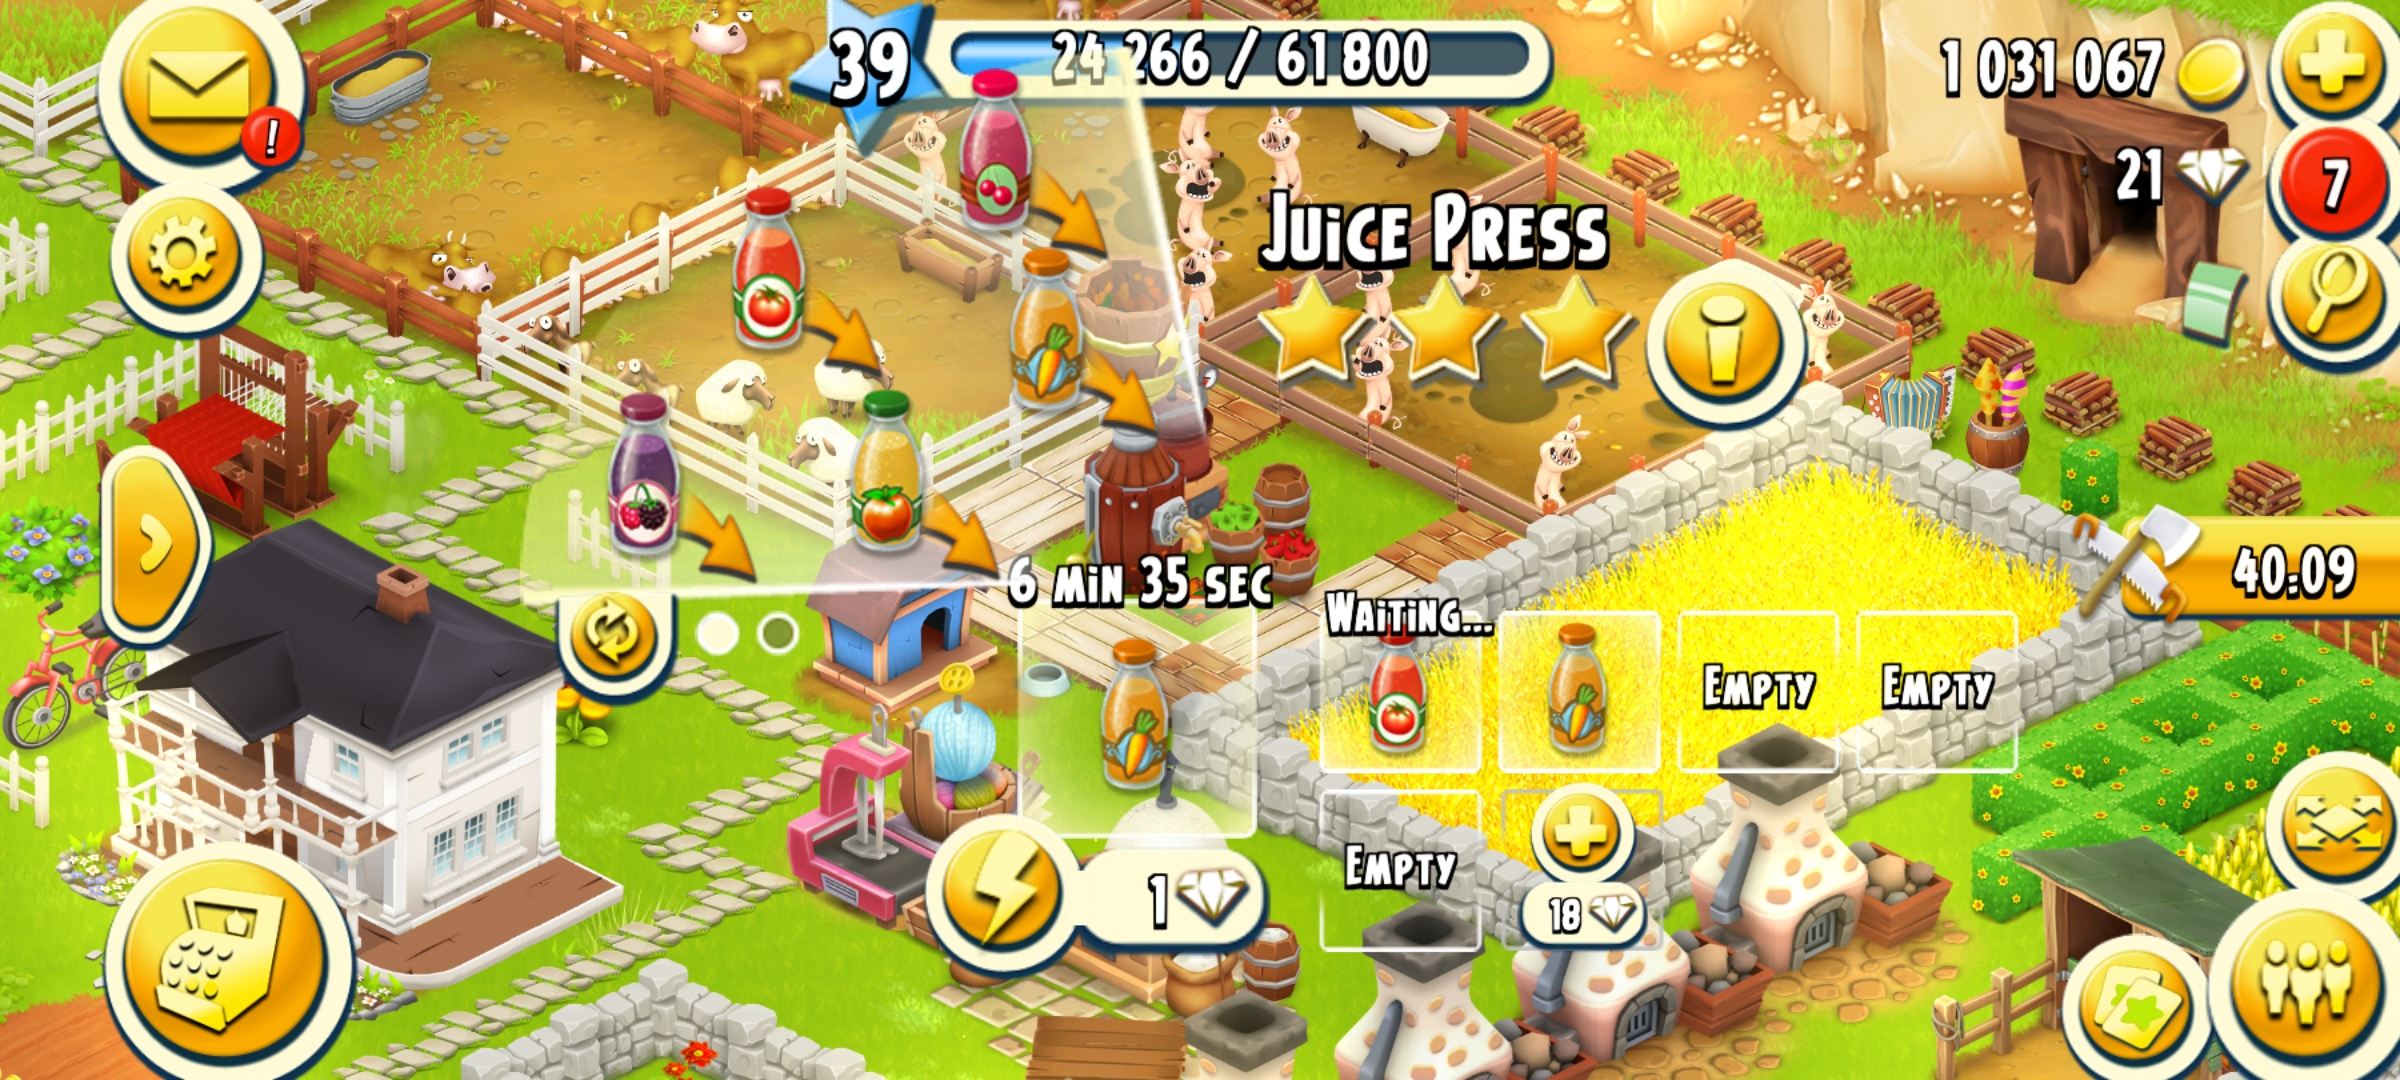 39
24 266 / 61 800
1 031 067
21
7
Juice Press
40:09
6 min 35 sec
Waiting...
Empty
Empty
Empty
1
18